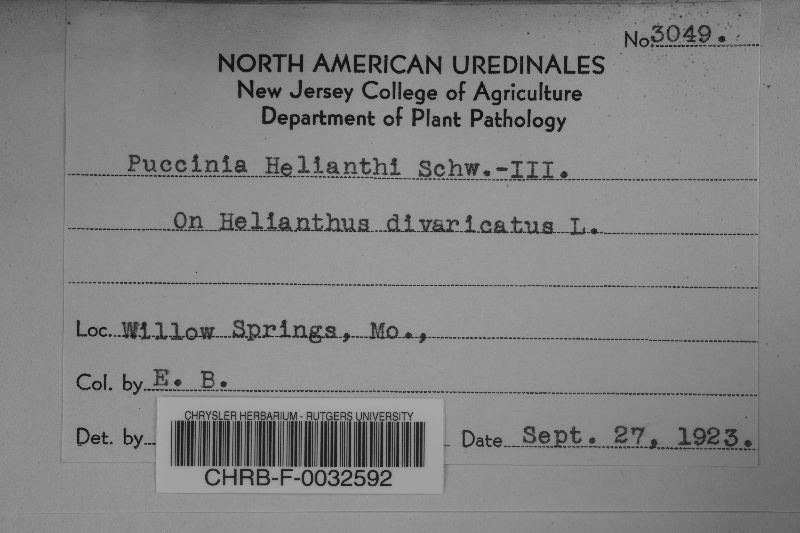 No. 3049.
NORTH AMERICAN UREDINALES
New Jersey College of Agriculture
Department of Plant Pathology
Puccinia Helianthi Schw.-III.
On Helianthus divaricatus L.
Loc. Willow Springs, Mo.,
Col. by E. B.
Det. by
Date Sept. 27, 1923.
CHRYSLER HERBARIUM - RUTGERS UNIVERSITY
CHRB-F-0032592